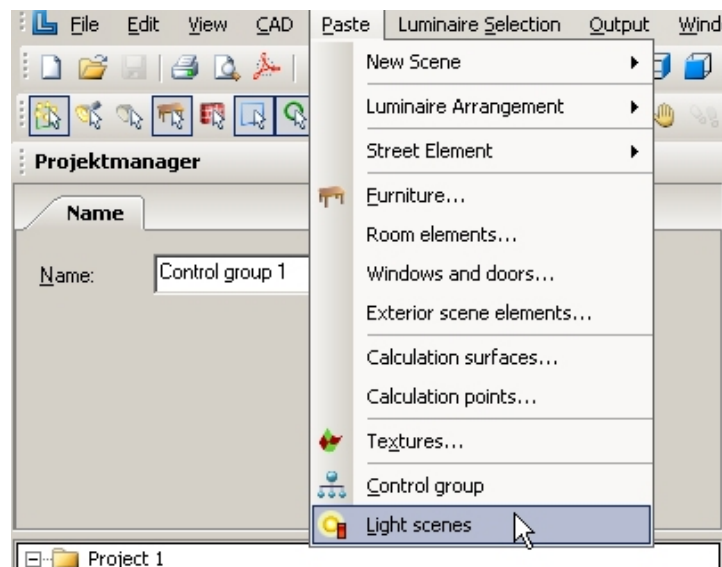 File Edit View CAD Paste Luminaire Selection Output Wind
New Scene
Luminaire Arrangement
Street Element
Projektmanager
Furniture...
Name
Room elements...
Name: Control group 1
Windows and doors...
Exterior scene elements...
Calculation surfaces...
Calculation points...
Textures...
Control group
Light scenes
Project 1